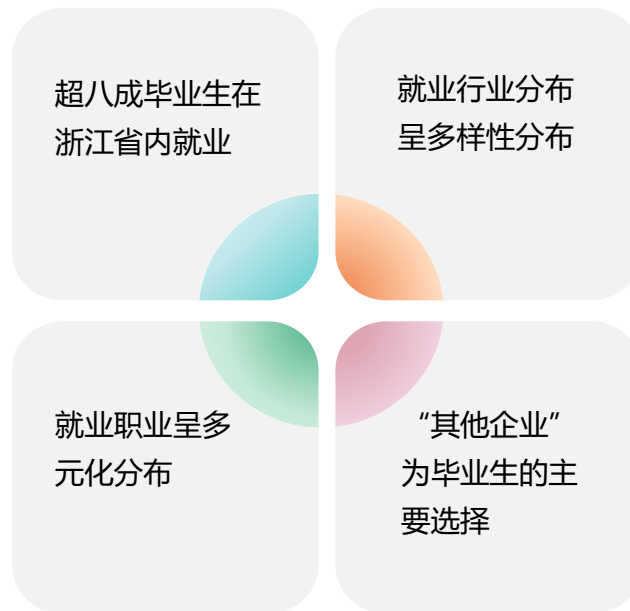 超八成毕业生在
浙江省内就业
就业行业分布
呈多样性分布
就业职业呈多
元化分布
“其他企业”
为毕业生的主
要选择